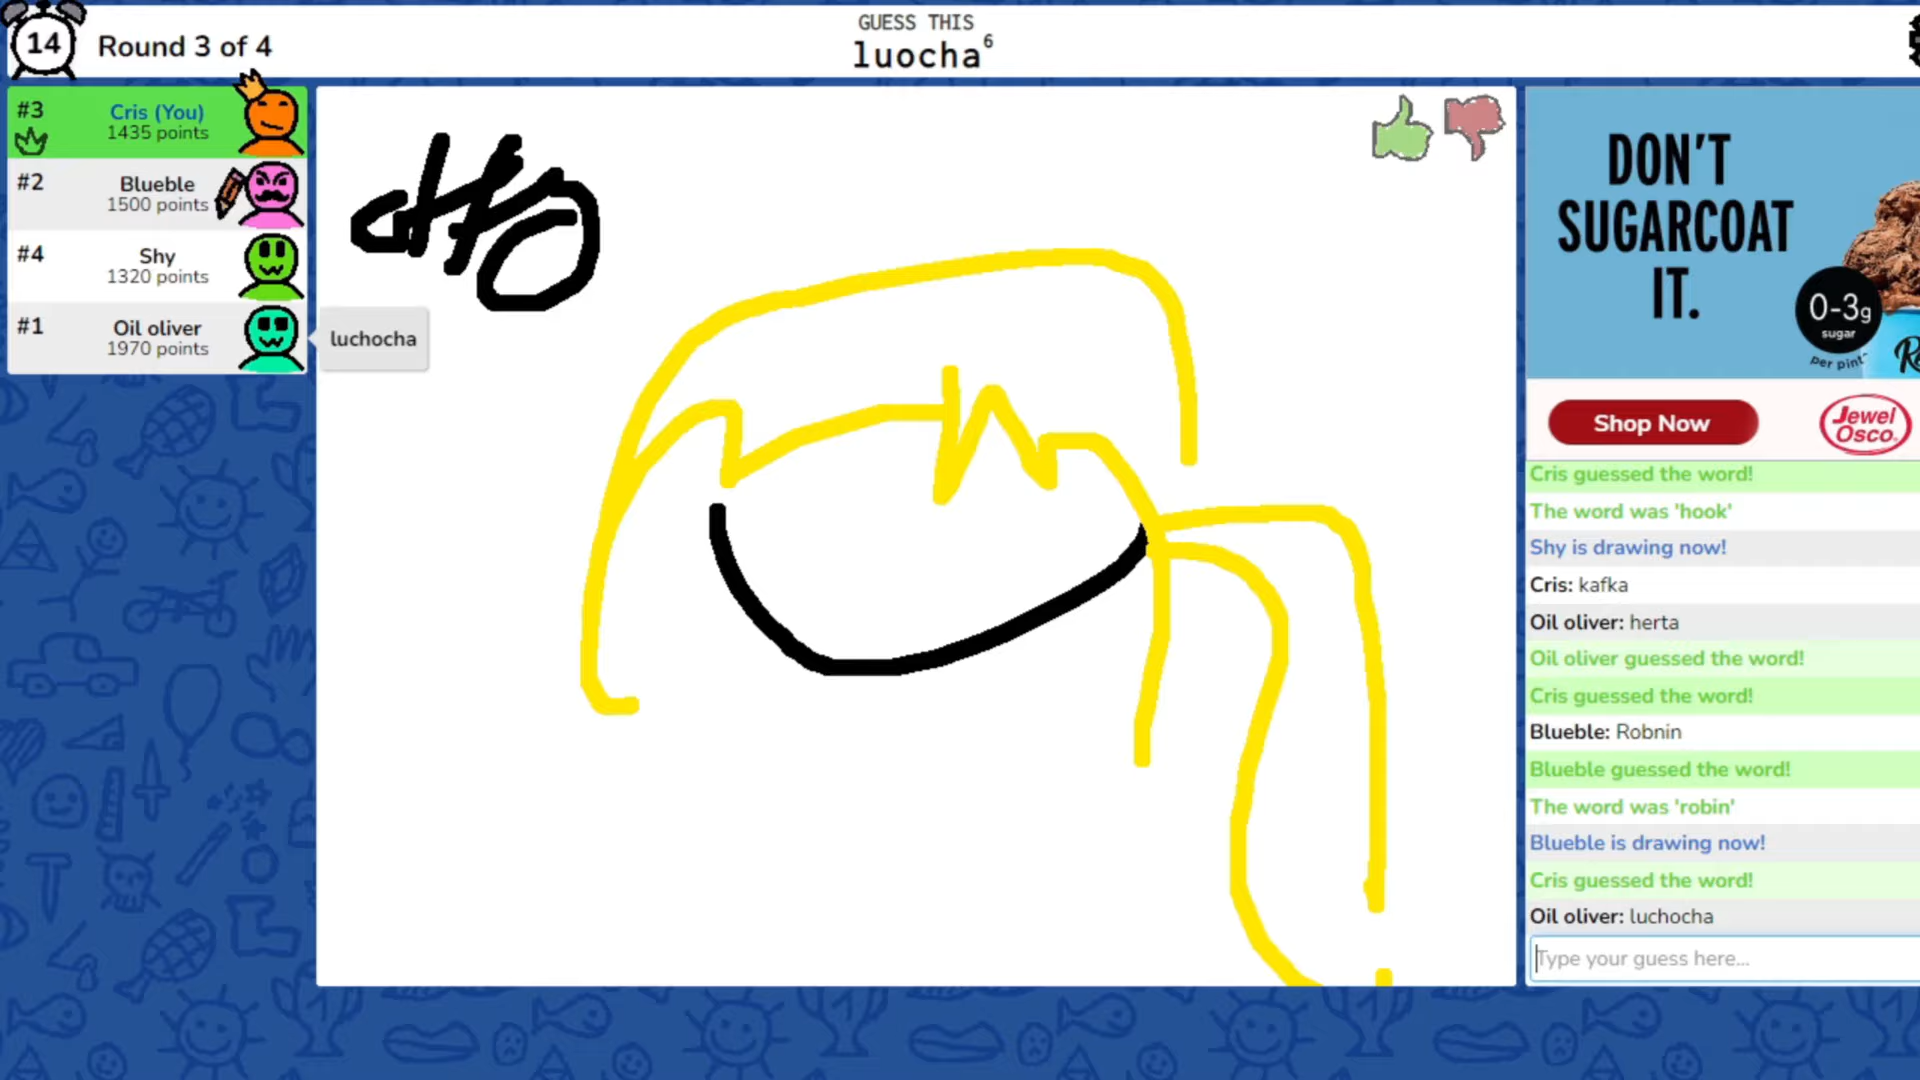 14
Round 3 of 4
GUESS THIS
luocha6
#3
Cris (You)
1435 points
#2
Blueble
1500 points
#4
Shy
1320 points
#1
Oil oliver
1970 points
luchocha
DON'T
SUGARCOAT
IT.
0-3g
sugar
per pint
Shop Now
Jewel
Osco
Cris guessed the word!
The word was 'hook'
Shy is drawing now!
Cris: kafka
Oil oliver: herta
Oil oliver guessed the word!
Cris guessed the word!
Blueble: Robnin
Blueble guessed the word!
The word was 'robin'
Blueble is drawing now!
Cris guessed the word!
Oil oliver: luchocha
Type your guess here...